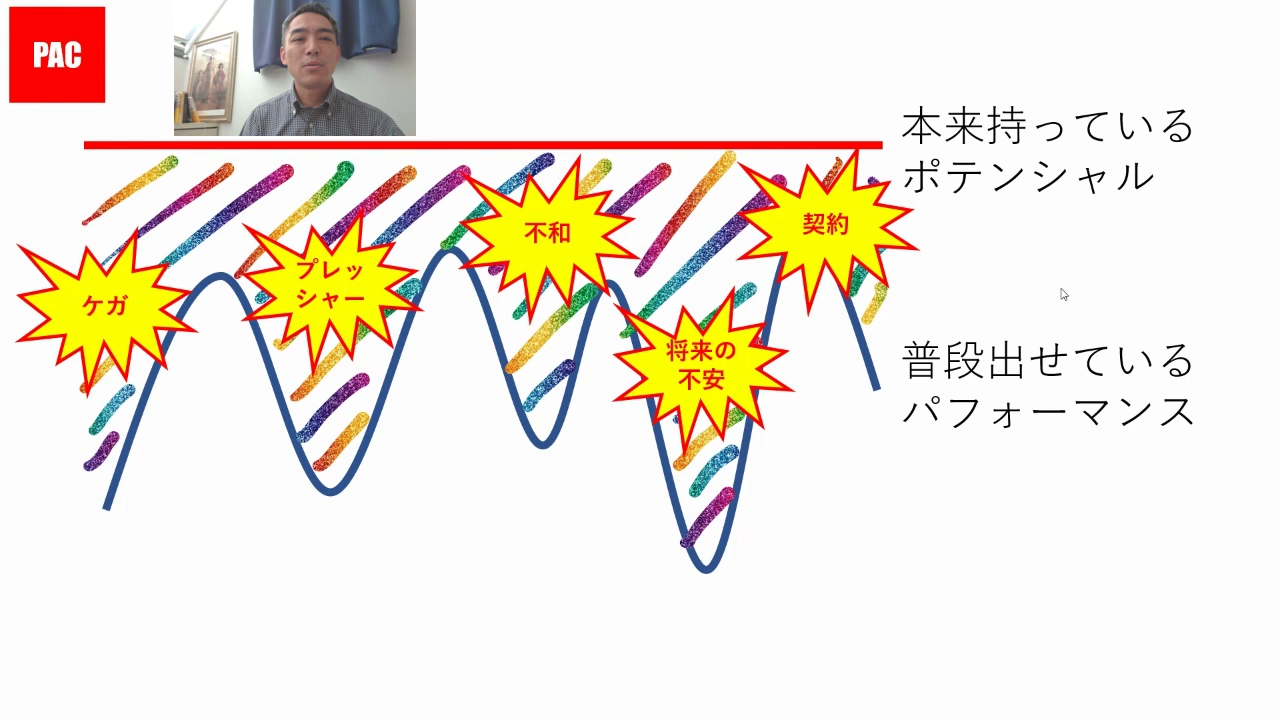 PAC
本来持っている
ポテンシャル
ケガ
プレッ
シャー
不和
将来の
不安
契約
普段出せている
パフォーマンス